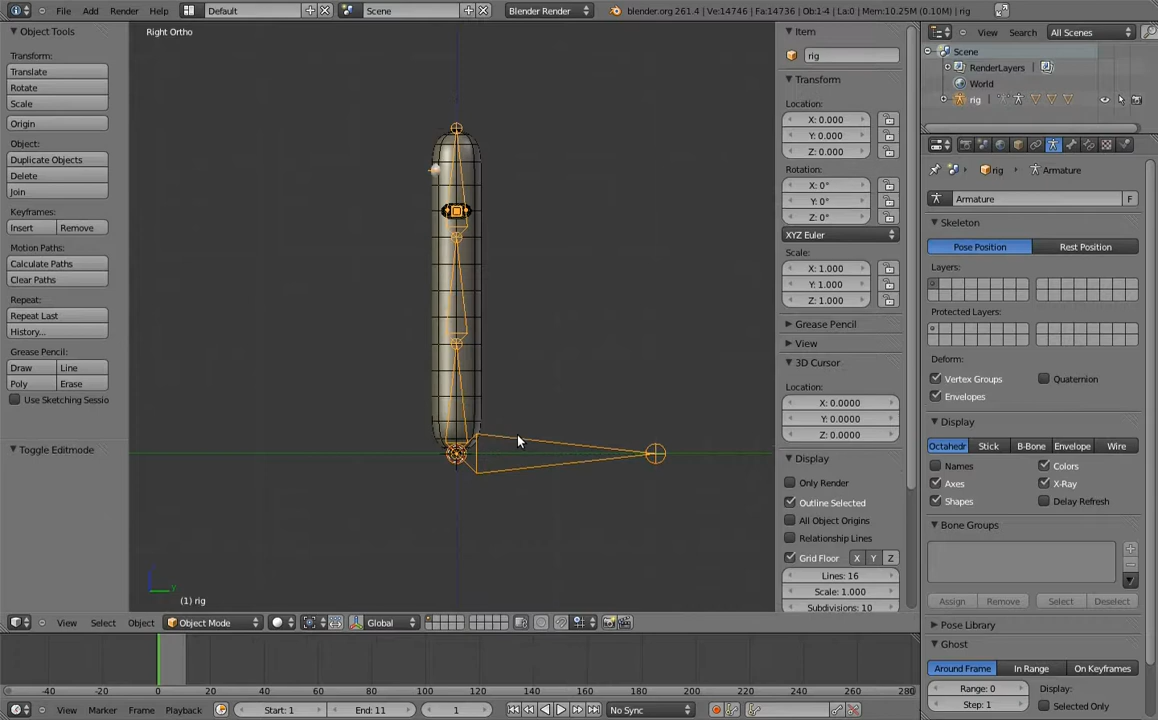 File Add Render Help Default Scene Blender Render blender.org 261.4 | Ve:14746 | Fa:14736 | Ob:1-4 | La:0 | Mem:10.25M (0.10M) | rig
Object Tools
Transform:
Translate
Rotate
Scale
Origin
Object:
Duplicate Objects
Delete
Join
Keyframes:
Insert Remove
Motion Paths:
Calculate Paths
Clear Paths
Repeat:
Repeat Last
History...
Grease Pencil:
Draw Line
Poly Erase
Use Sketching Sessio
Toggle Editmode
Right Ortho
z
y
(1) rig
View Select Object Object Mode Global
Item
rig
Transform
Location:
X: 0.000
Y: 0.000
Z: 0.000
Rotation:
X: 0°
Y: 0°
Z: 0°
XYZ Euler
Scale:
X: 1.000
Y: 1.000
Z: 1.000
Grease Pencil
View
3D Cursor
Location:
X: 0.0000
Y: 0.0000
Z: 0.0000
Display
Only Render
Outline Selected
All Object Origins
Relationship Lines
Grid Floor X Y Z
Lines: 16
Scale: 1.000
Subdivisions: 10
View Search All Scenes
Scene
RenderLayers
World
rig
rig Armature
Armature F
Skeleton
Pose Position Rest Position
Layers:
Protected Layers:
Deform:
Vertex Groups Quaternion
Envelopes
Display
Octahedr Stick B-Bone Envelope Wire
Names Colors
Axes X-Ray
Shapes Delay Refresh
Bone Groups
Assign Remove Select Deselect
Pose Library
Ghost
Around Frame In Range On Keyframes
Range: 0 Display:
Step: 1 Selected Only
-40 -20 0 20 40 60 80 100 120 140 160 180 200 220 240 260 280
View Marker Frame Playback Start: 1 End: 11 1 No Sync